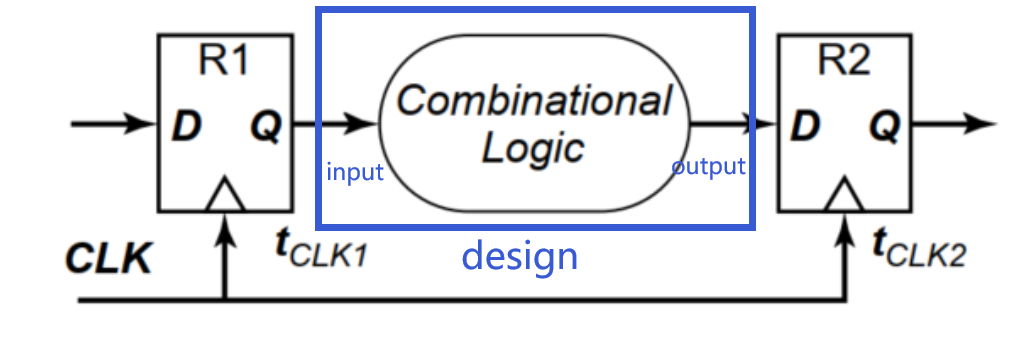 R1
R2
D Q
Combinational
Logic
D Q
input
output
CLK
tCLK1
design
tCLK2